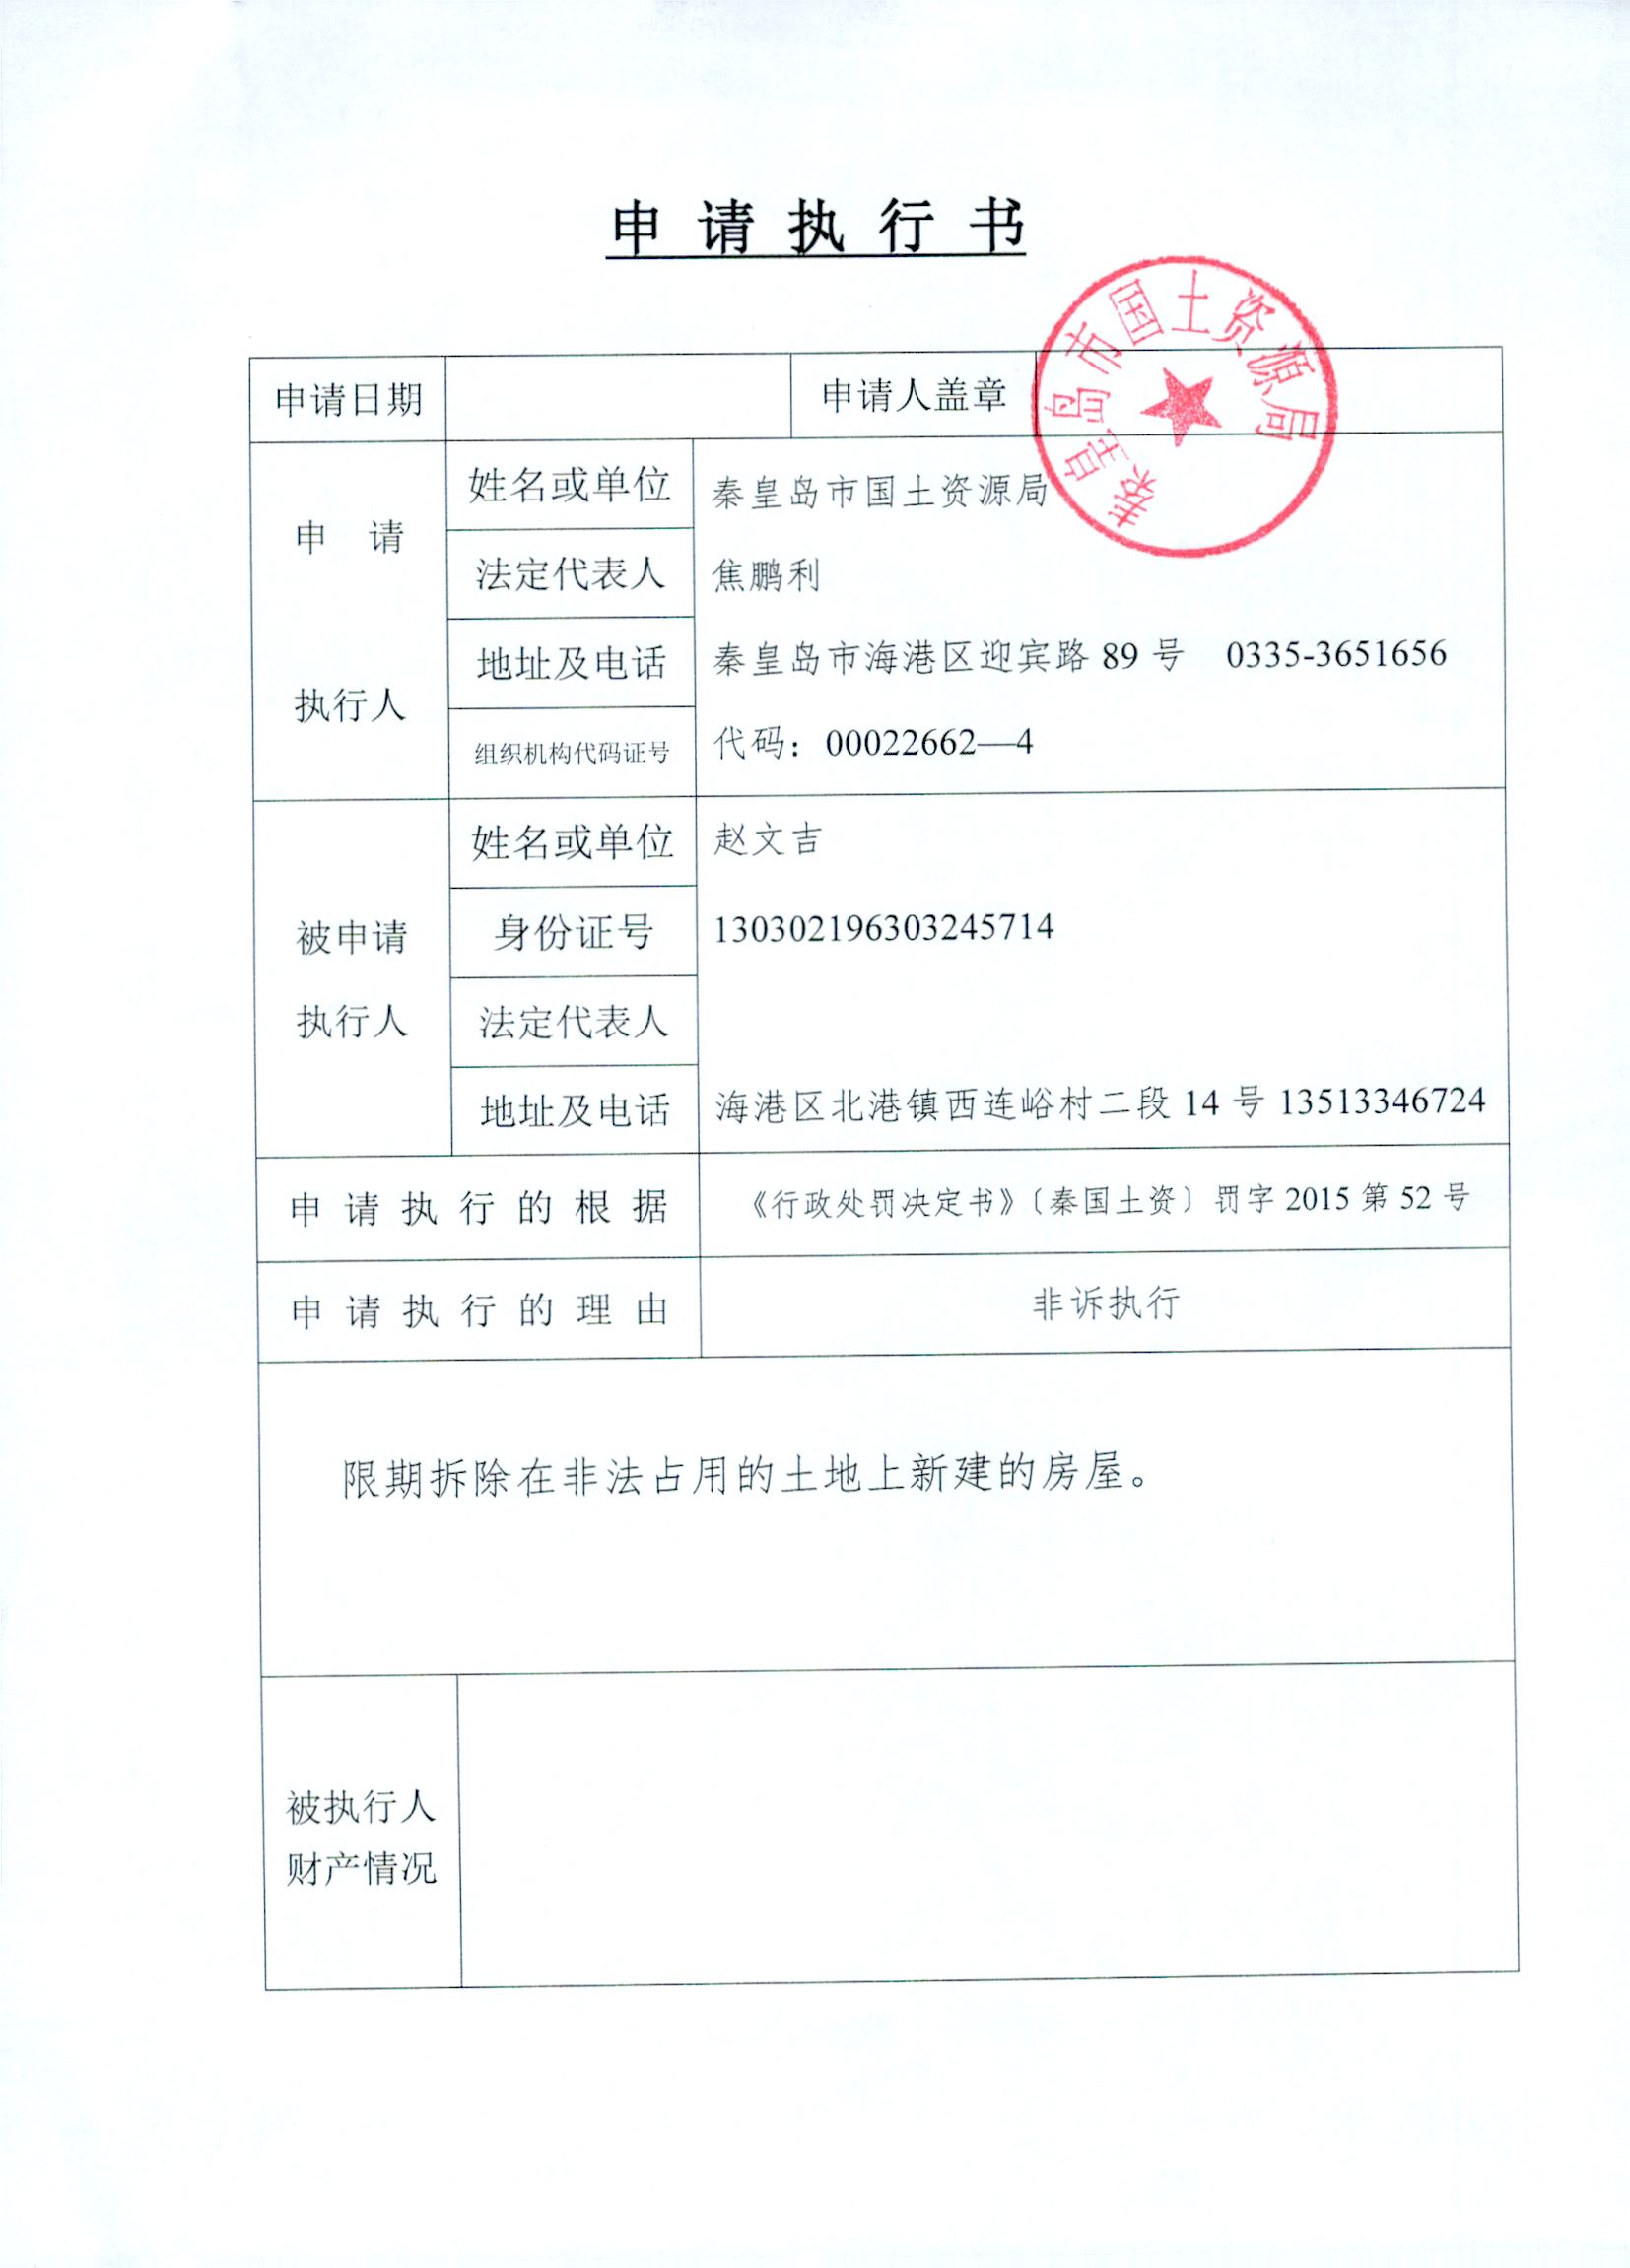 申请执行书
申请日期 申请人盖章
秦皇岛市国土资源局
申请执行人
姓名或单位 秦皇岛市国土资源局
法定代表人 焦鹏利
地址及电话 秦皇岛市海港区迎宾路 89 号 0335-3651656
组织机构代码证号 代码：00022662—4
被申请执行人
姓名或单位 赵文吉
身份证号 130302196303245714
法定代表人
地址及电话 海港区北港镇西连峪村二段 14 号 13513346724
申请执行的根据 《行政处罚决定书》〔秦国土资〕罚字 2015 第 52 号
申请执行的理由 非诉执行
限期拆除在非法占用的土地上新建的房屋。
被执行人
财产情况